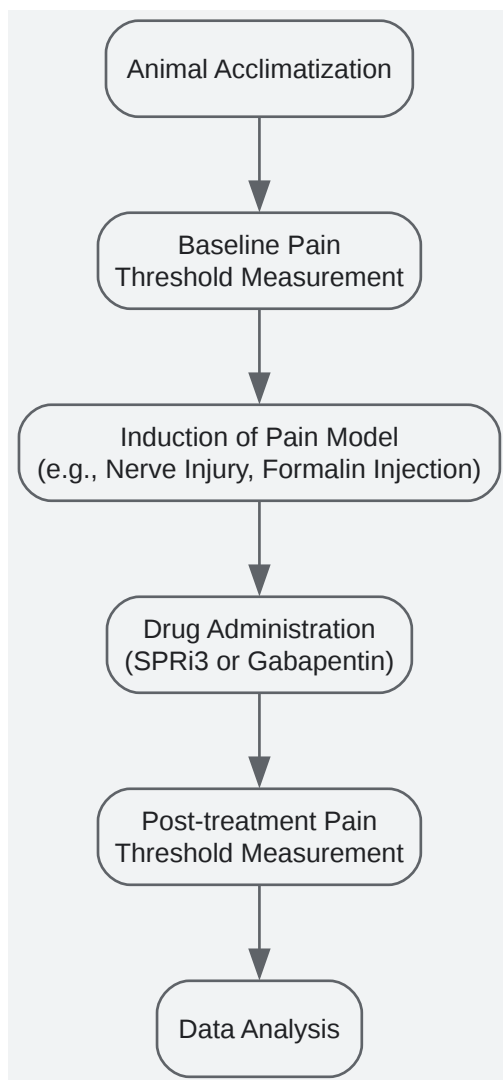 Animal Acclimatization
Baseline Pain
Threshold Measurement
Induction of Pain Model
(e.g., Nerve Injury, Formalin Injection)
Drug Administration
(SPRi3 or Gabapentin)
Post-treatment Pain
Threshold Measurement
Data Analysis